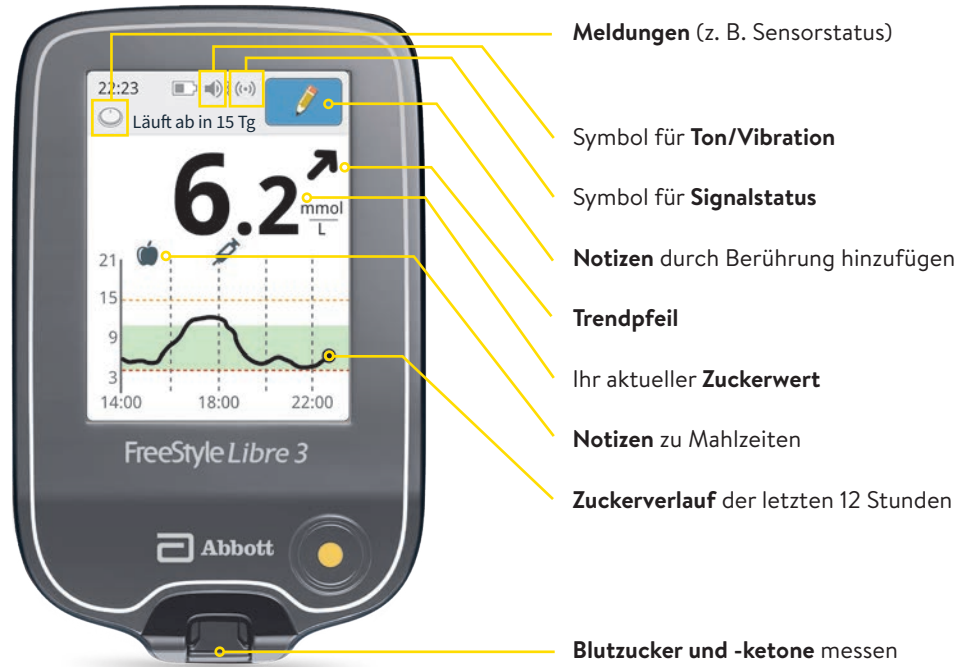 Meldungen (z. B. Sensorstatus)
22:23
Läuft ab in 15 Tg
Symbol für Ton/Vibration
6.2
mmol
L
Symbol für Signalstatus
Notizen durch Berührung hinzufügen
21
15
9
3
14:00 18:00 22:00
Trendpfeil
Ihr aktueller Zuckerwert
Notizen zu Mahlzeiten
FreeStyle Libre 3
Zuckerverlauf der letzten 12 Stunden
Abbott
Blutzucker und -ketone messen